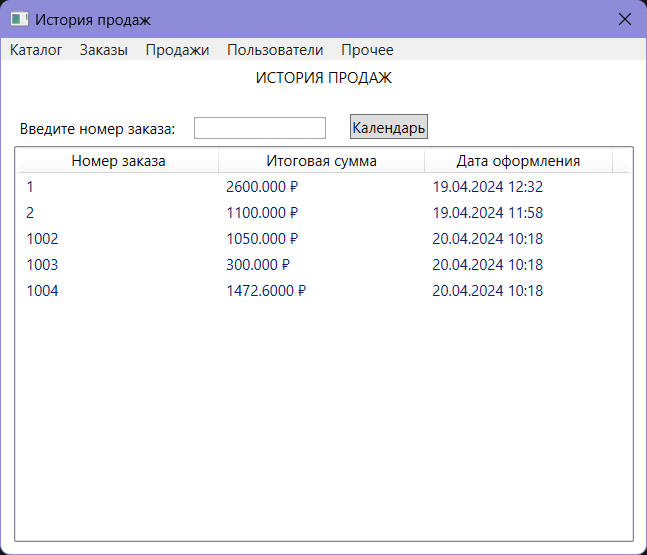 История продаж
Каталог Заказы Продажи Пользователи Прочее
ИСТОРИЯ ПРОДАЖ
Введите номер заказа: Календарь
Номер заказа Итоговая сумма Дата оформления
1 2600.000 ₽ 19.04.2024 12:32
2 1100.000 ₽ 19.04.2024 11:58
1002 1050.000 ₽ 20.04.2024 10:18
1003 300.000 ₽ 20.04.2024 10:18
1004 1472.6000 ₽ 20.04.2024 10:18